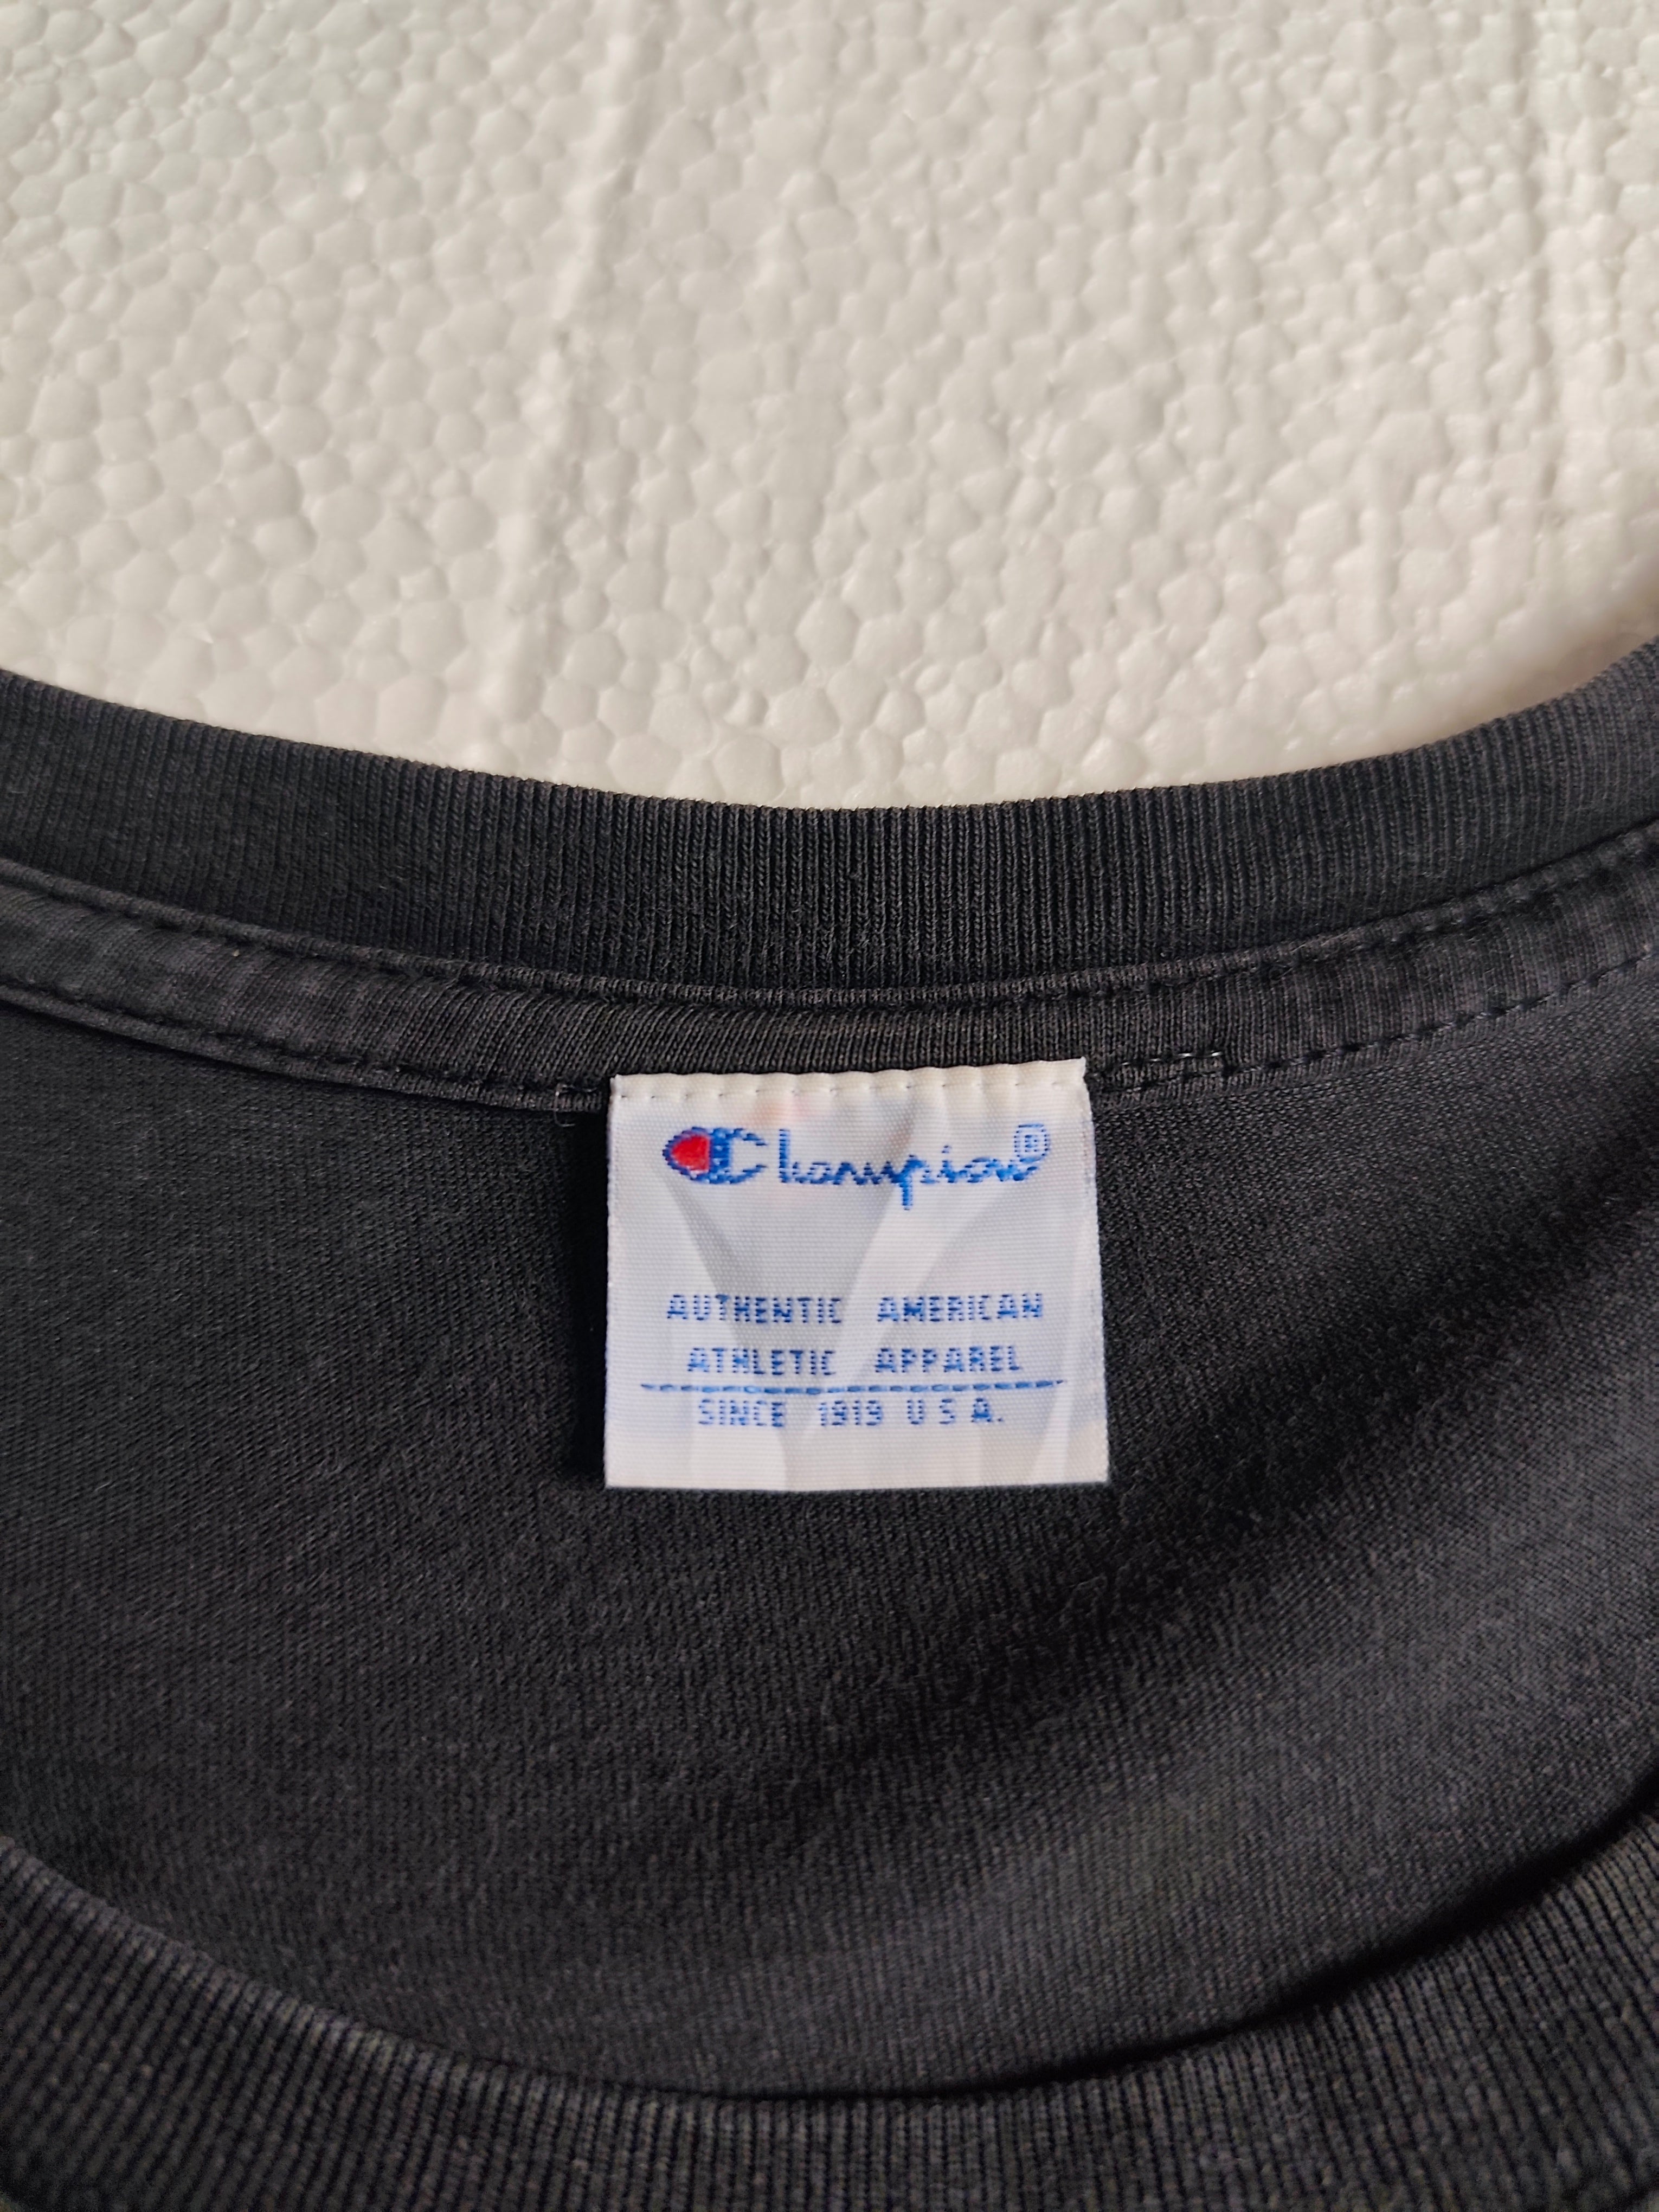 Champion®
AUTHENTIC AMERICAN
ATHLETIC APPAREL
SINCE 1919 U S A.